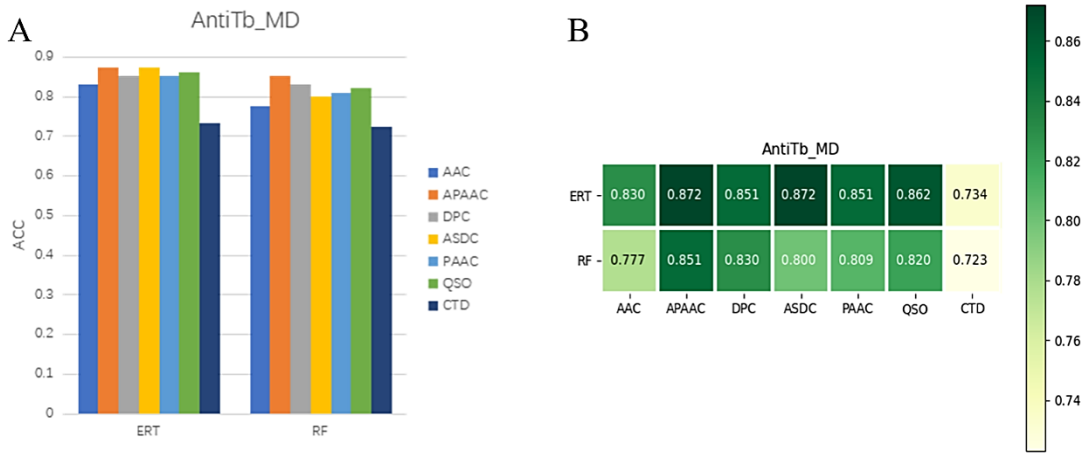 A
AntiTb_MD
0.9
0.8
0.7
0.6
0.5
0.4
0.3
0.2
0.1
0
ACC
ERT RF
AAC
APAAC
DPC
ASDC
PAAC
QSO
CTD
B
AntiTb_MD
ERT 0.830 0.872 0.851 0.872 0.851 0.862 0.734
RF 0.777 0.851 0.830 0.800 0.809 0.820 0.723
AAC APAAC DPC ASDC PAAC QSO CTD
0.86
0.84
0.82
0.80
0.78
0.76
0.74